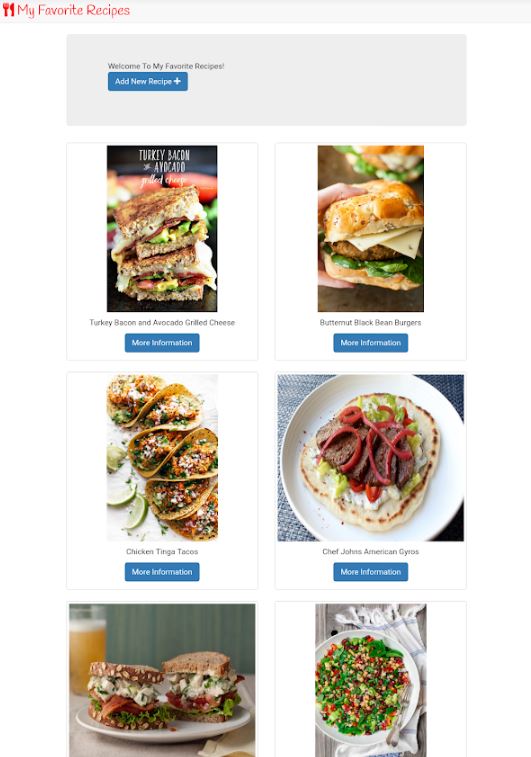 My Favorite Recipes
Welcome To My Favorite Recipes!
Add New Recipe +
TURKEY BACON
AVOCADO
grilled cheese
Turkey Bacon and Avocado Grilled Cheese
More Information
Butternut Black Bean Burgers
More Information
Chicken Tinga Tacos
More Information
Chef Johns American Gyros
More Information